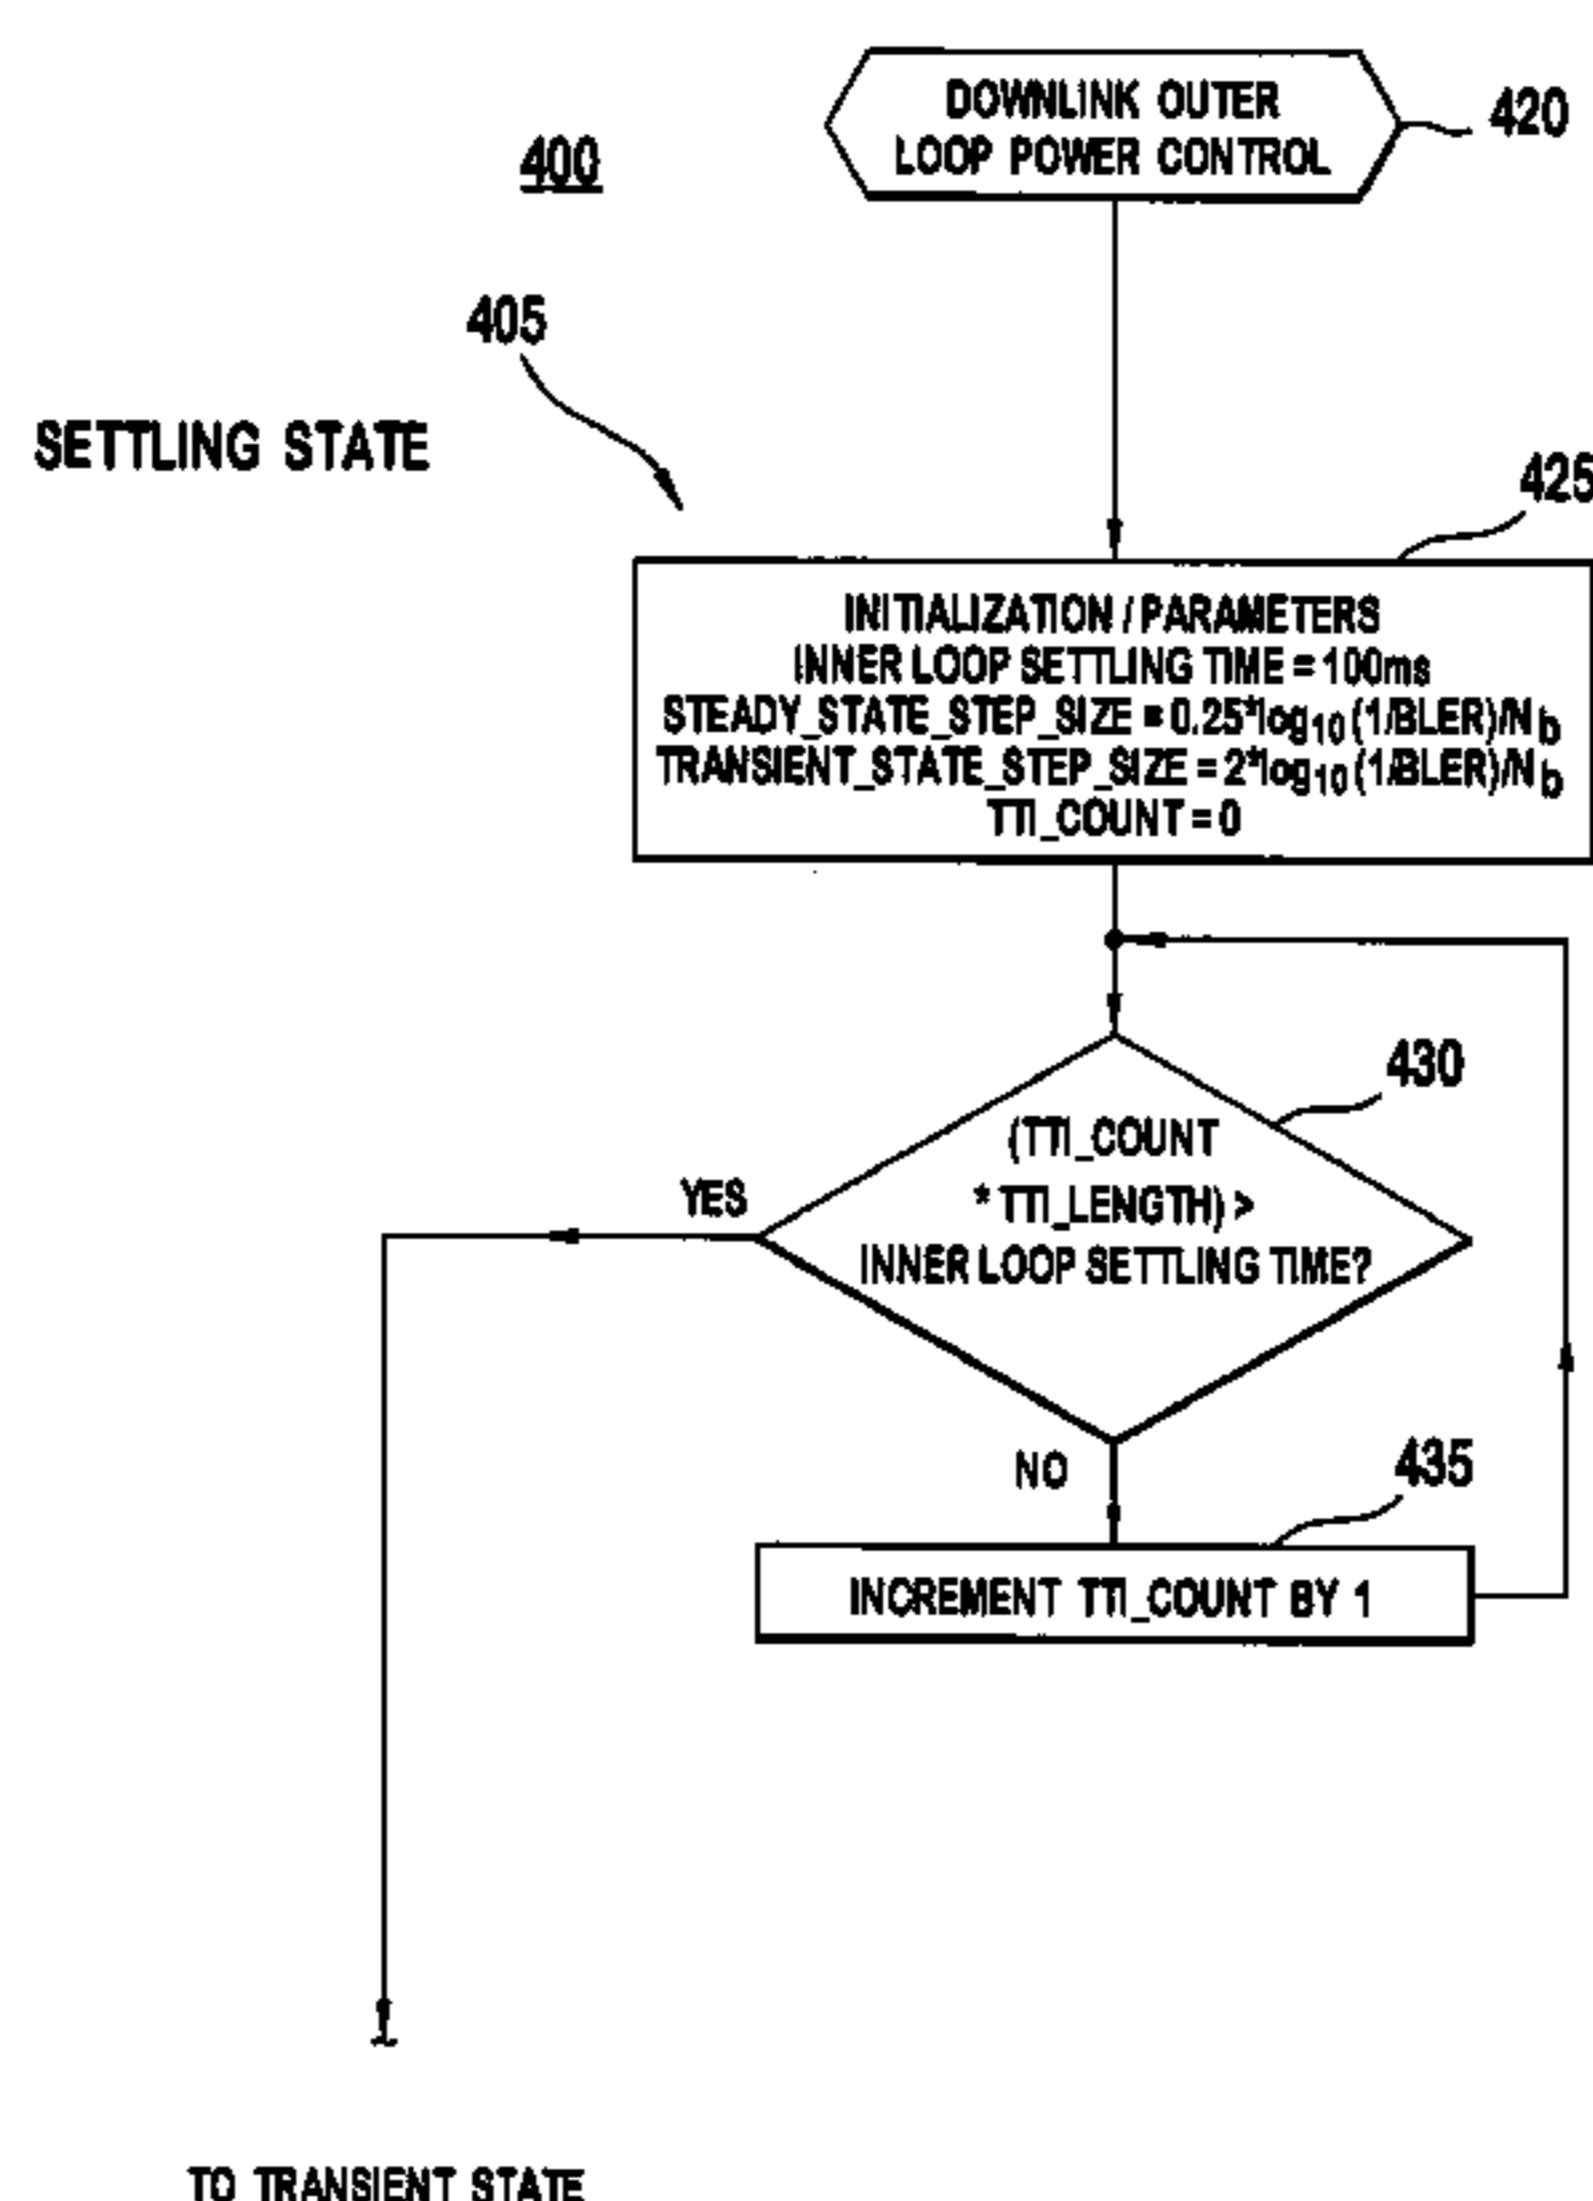 DOWNLINK OUTER
LOOP POWER CONTROL
420
400
405
SETTLING STATE
425
INITIALIZATION / PARAMETERS
INNER LOOP SETTLING TIME = 100ms
STEADY_STATE_STEP_SIZE = 0.25*log10(1/BLER)/Nb
TRANSIENT_STATE_STEP_SIZE = 2*log10(1/BLER)/Nb
TTI_COUNT = 0
430
(TTI_COUNT
* TTI_LENGTH) >
INNER LOOP SETTLING TIME?
YES
NO
435
INCREMENT TTI_COUNT BY 1
TO TRANSIENT STATE